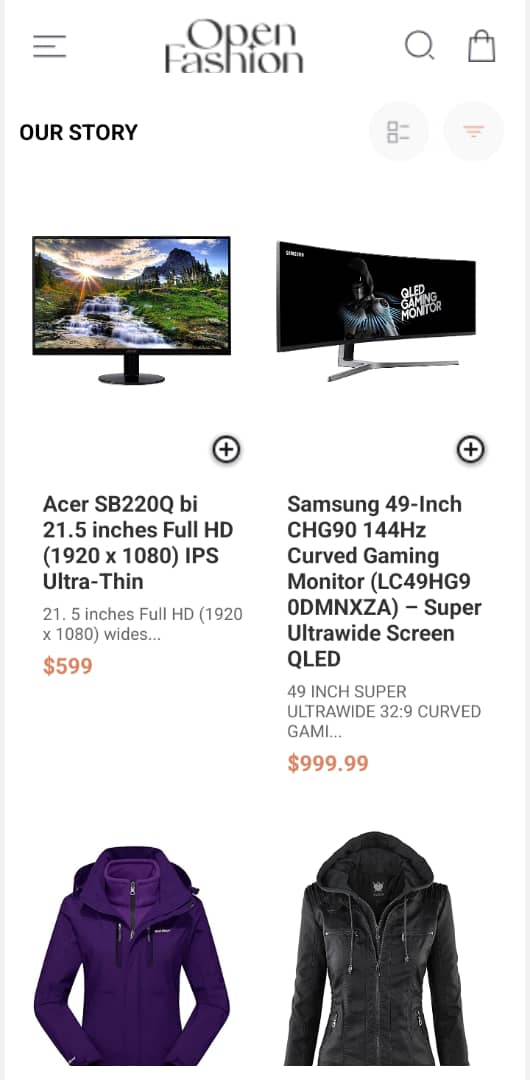 Open
Fashion
OUR STORY
SAMSUNG
QLED
GAMING
MONITOR
Acer SB220Q bi
21.5 inches Full HD
(1920 x 1080) IPS
Ultra-Thin
21. 5 inches Full HD (1920
x 1080) wides...
$599
Samsung 49-Inch
CHG90 144Hz
Curved Gaming
Monitor (LC49HG9
0DMNXZA) – Super
Ultrawide Screen
QLED
49 INCH SUPER
ULTRAWIDE 32:9 CURVED
GAMI...
$999.99